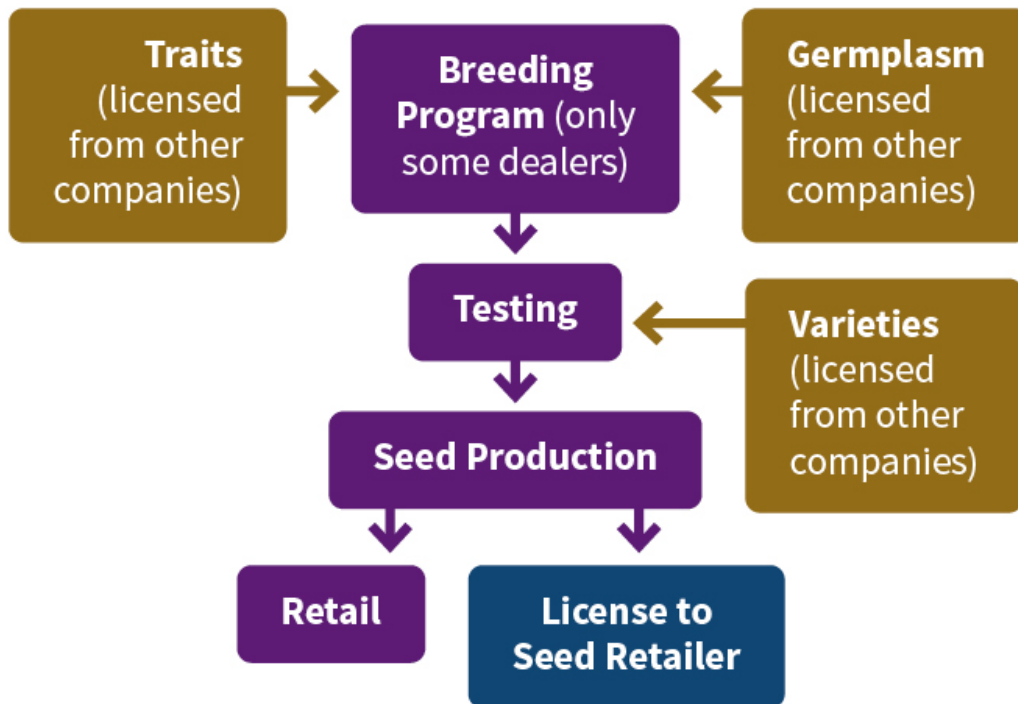 Traits
(licensed
from other
companies)
Breeding
Program (only
some dealers)
Germplasm
(licensed
from other
companies)
Testing
Varieties
(licensed
from other
companies)
Seed Production
Retail
License to
Seed Retailer